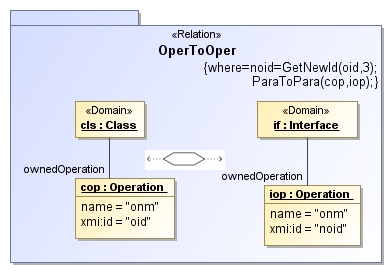 «Relation»
OperToOper
{where=noid=GetNewId(oid,3);
ParaToPara(cop,iop);}
«Domain»
cls : Class
«Domain»
if : Interface
ownedOperation
ownedOperation
cop : Operation
name = "onm"
xmi:id = "oid"
iop : Operation
name = "onm"
xmi:id = "noid"